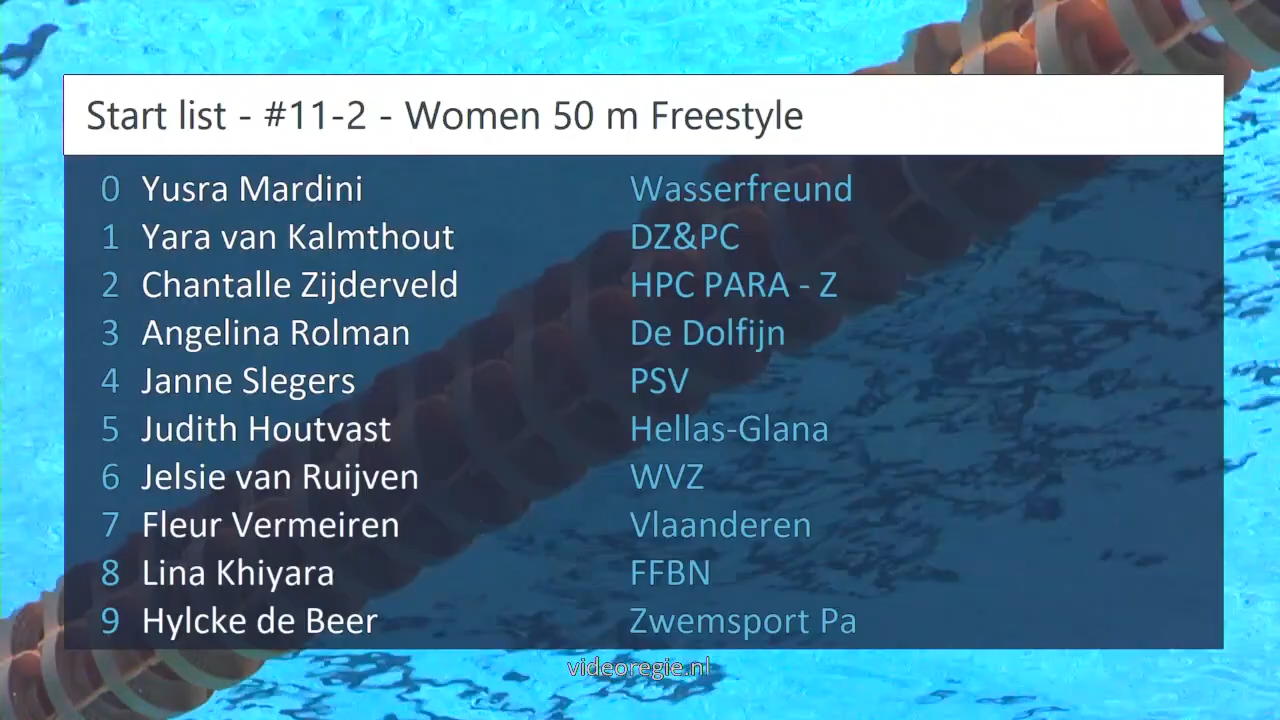 Start list - #11-2 - Women 50 m Freestyle
0 Yusra Mardini Wasserfreund
1 Yara van Kalmthout DZ&PC
2 Chantalle Zijderveld HPC PARA - Z
3 Angelina Rolman De Dolfijn
4 Janne Slegers PSV
5 Judith Houtvast Hellas-Glana
6 Jelsie van Ruijven WVZ
7 Fleur Vermeiren Vlaanderen
8 Lina Khiyara FFBN
9 Hylcke de Beer Zwemsport Pa
videoregie.nl